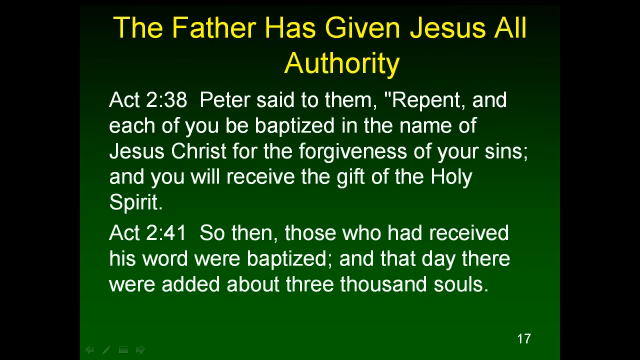 The Father Has Given Jesus All
Authority
Act 2:38  Peter said to them, "Repent, and
each of you be baptized in the name of
Jesus Christ for the forgiveness of your sins;
and you will receive the gift of the Holy
Spirit.
Act 2:41  So then, those who had received
his word were baptized; and that day there
were added about three thousand souls.
17